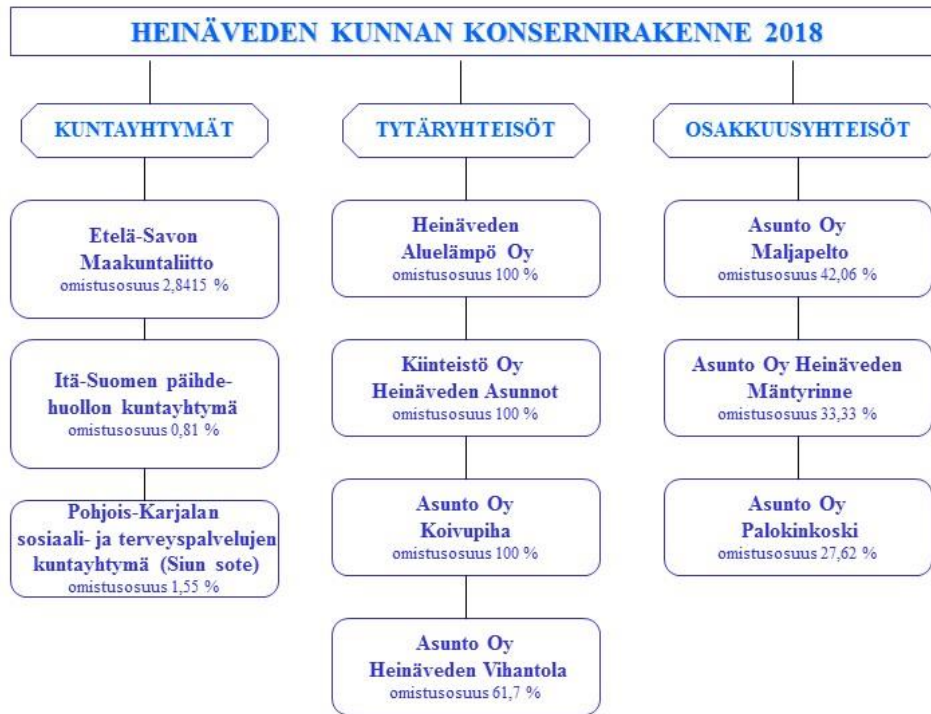 HEINÄVEDEN KUNNAN KONSERNIRAKENNE 2018
KUNTAYHTYMÄT
Etelä-Savon
Maakuntaliitto
omistusosuus 2,8415 %
Itä-Suomen päihde-
huollon kuntayhtymä
omistusosuus 0,81 %
Pohjois-Karjalan
sosiaali- ja terveyspalvelujen
kuntayhtymä (Siun sote)
omistusosuus 1,55 %
TYTÄRYHTEISÖT
Heinäveden
Aluelämpö Oy
omistusosuus 100 %
Kiinteistö Oy
Heinäveden Asunnot
omistusosuus 100 %
Asunto Oy
Koivupiha
omistusosuus 100 %
Asunto Oy
Heinäveden Vihantola
omistusosuus 61,7 %
OSAKKUUSYHTEISÖT
Asunto Oy
Maljapelto
omistusosuus 42,06 %
Asunto Oy Heinäveden
Mäntyrinne
omistusosuus 33,33 %
Asunto Oy
Palokinkoski
omistusosuus 27,62 %